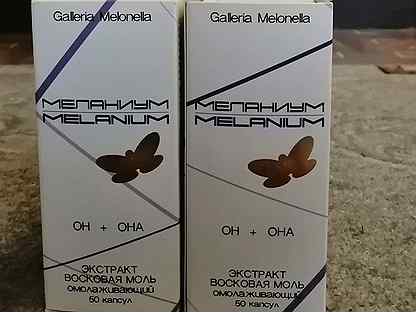 Galleria Melonella
МЕЛАНИУМ
MELANIUM
ОН + ОНА
ЭКСТРАКТ
ВОСКОВАЯ МОЛЬ
омолаживающий
50 капсул
Galleria Melonella
МЕЛАНИУМ
MELANIUM
ОН + ОНА
ЭКСТРАКТ
ВОСКОВАЯ МОЛЬ
омолаживающий
50 капсул